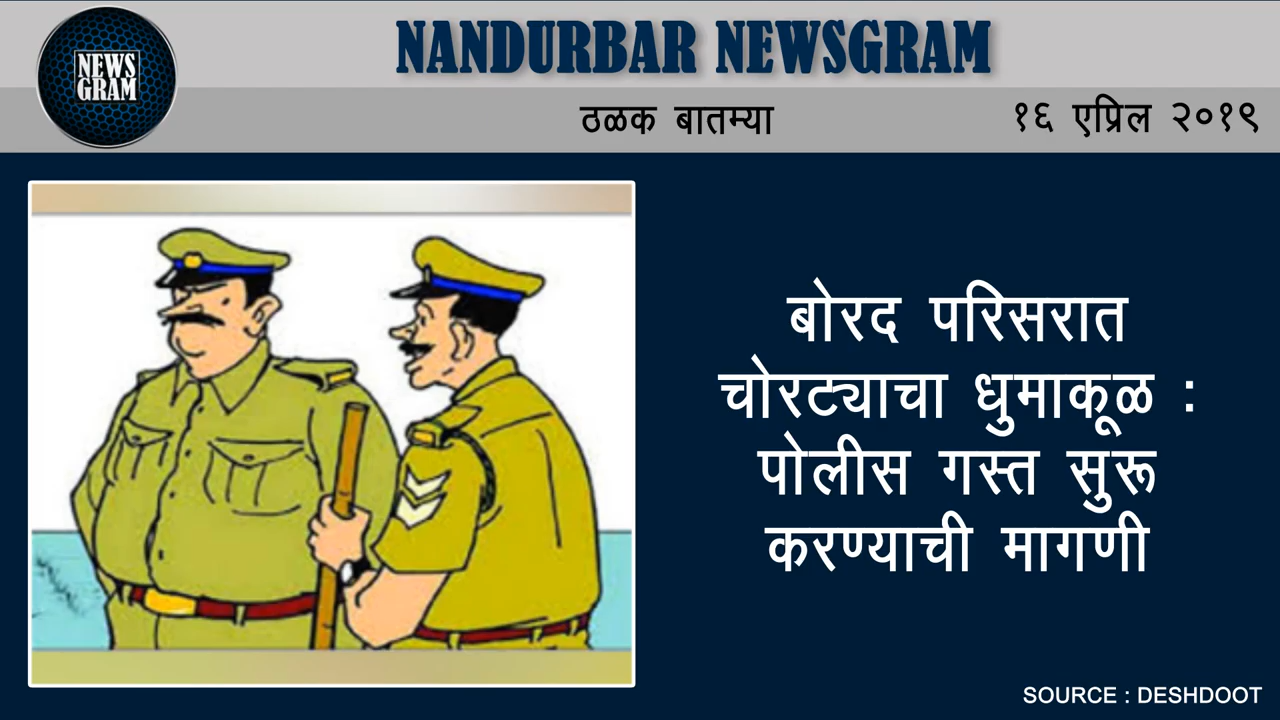 NEWS
GRAM
NANDURBAR NEWSGRAM
ठळक बातम्या
१६ एप्रिल २०१९
बोरद परिसरात
चोरट्याचा धुमाकूळ :
पोलीस गस्त सुरू
करण्याची मागणी
SOURCE : DESHDOOT